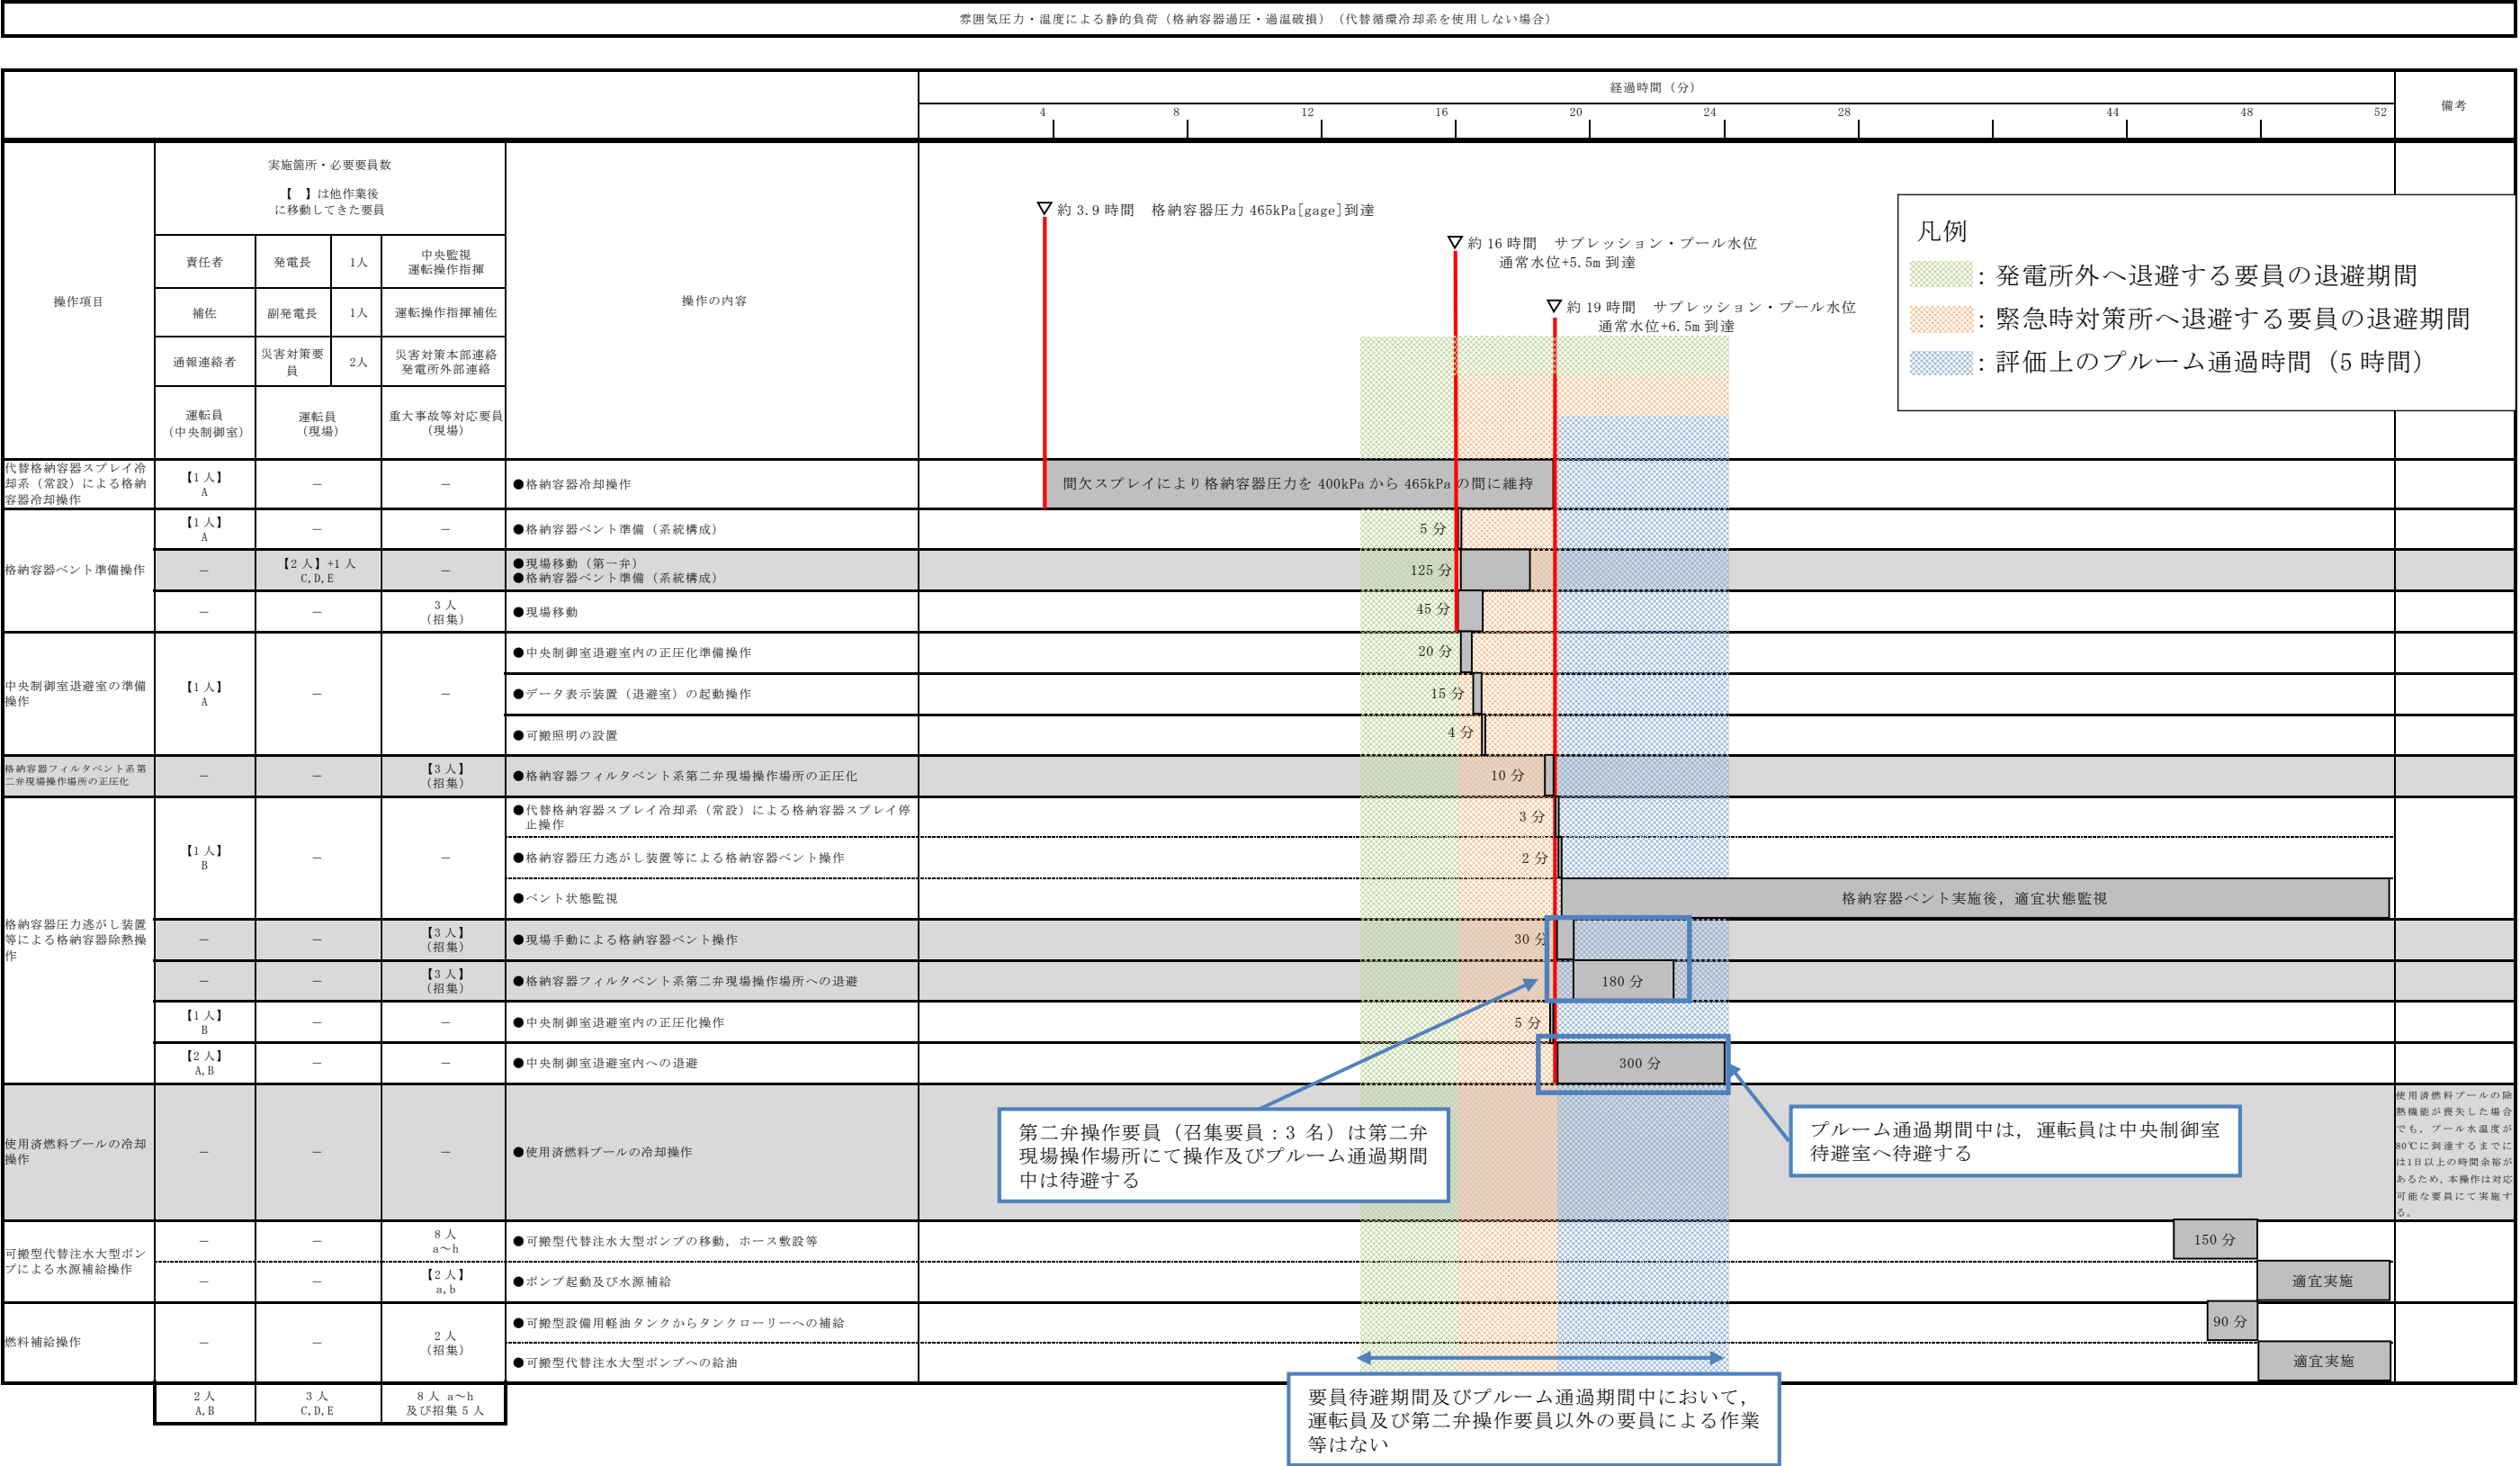 雰囲気圧力・温度による静的負荷（格納容器過圧・過温破損）（代替循環冷却系を使用しない場合）
経過時間（分）
備考
4 8 12 16 20 24 28 44 48 52
操作項目
実施箇所・必要要員数
【　】は他作業後
に移動してきた要員
操作の内容
責任者 発電長 1人 中央監視
運転操作指揮
補佐 副発電長 1人 運転操作指揮補佐
通報連絡者 災害対策要
員 2人 災害対策本部連絡
発電所外部連絡
運転員
（中央制御室） 運転員
（現場） 重大事故等対応要員
（現場）
約 3.9 時間　格納容器圧力 465kPa[gage]到達
約 16 時間　サプレッション・プール水位
通常水位+5.5m 到達
約 19 時間　サプレッション・プール水位
通常水位+6.5m 到達
凡例
：発電所外へ退避する要員の退避期間
：緊急時対策所へ退避する要員の退避期間
：評価上のプルーム通過時間（5 時間）
代替格納容器スプレイ冷
却系（常設）による格納
容器冷却操作
【1 人】
A
－ －
●格納容器冷却操作
間欠スプレイにより格納容器圧力を 400kPa から 465kPa の間に維持
格納容器ベント準備操作
【1 人】
A
－ －
●格納容器ベント準備（系統構成）
5 分
－
【2 人】+1 人
C,D,E
－
●現場移動（第一弁）
●格納容器ベント準備（系統構成）
125 分
－ －
3 人
（招集）
●現場移動
45 分
中央制御室退避室の準備
操作
【1 人】
A
－ －
●中央制御室退避室内の正圧化準備操作
20 分
●データ表示装置（退避室）の起動操作
15 分
●可搬照明の設置
4 分
格納容器フィルタベント系第
二弁現場操作場所の正圧化
－ －
【3 人】
（招集）
●格納容器フィルタベント系第二弁現場操作場所の正圧化
10 分
格納容器圧力逃がし装置
等による格納容器除熱操
作
【1 人】
B
－ －
●代替格納容器スプレイ冷却系（常設）による格納容器スプレイ停
止操作
3 分
●格納容器圧力逃がし装置等による格納容器ベント操作
2 分
●ベント状態監視
格納容器ベント実施後，適宜状態監視
－ －
【3 人】
（招集）
●現場手動による格納容器ベント操作
30 分
－ －
【3 人】
（招集）
●格納容器フィルタベント系第二弁現場操作場所への退避
180 分
【1 人】
B
－ －
●中央制御室退避室内の正圧化操作
5 分
【2 人】
A,B
－ －
●中央制御室退避室内への退避
300 分
第二弁操作要員（召集要員：3 名）は第二弁
現場操作場所にて操作及びプルーム通過期間
中は待避する
プルーム通過期間中は，運転員は中央制御室
待避室へ待避する
使用済燃料プールの冷却
操作
－ － －
●使用済燃料プールの冷却操作
使用済燃料プールの除
熱機能が喪失した場合
でも，プール水温度が
80℃に到達するまでに
は1日以上の時間余裕が
あるため，本操作は対応
可能な要員にて実施す
る。
可搬型代替注水大型ポン
プによる水源補給操作
－ －
8 人
a～h
●可搬型代替注水大型ポンプの移動，ホース敷設等
150 分
－ －
【2 人】
a,b
●ポンプ起動及び水源補給
適宜実施
燃料補給操作
－ －
2 人
（招集）
●可搬型設備用軽油タンクからタンクローリーへの補給
90 分
●可搬型代替注水大型ポンプへの給油
適宜実施
2 人
A,B
3 人
C,D,E
8 人 a～h
及び招集 5 人
要員待避期間及びプルーム通過期間中において，
運転員及び第二弁操作要員以外の要員による作業
等はない